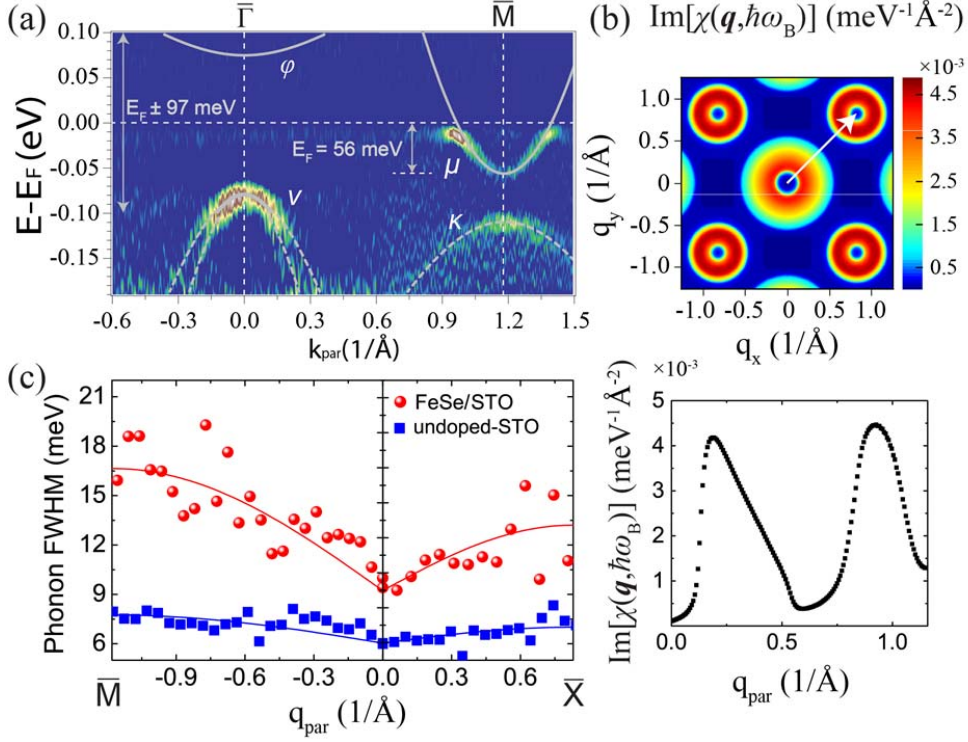 (a)
Γ̅
M̅
E-E_F (eV)
0.10
0.05
0.00
-0.05
-0.10
-0.15
E_F ± 97 meV
E_F = 56 meV
φ
ν
μ
κ
-0.6 -0.3 0.0 0.3 0.6 0.9 1.2 1.5
k_par(1/Å)
(b) Im[χ(q,ħω_B)] (meV⁻¹Å⁻²)
×10⁻³
q_y (1/Å)
1.0
0.5
0
-0.5
-1.0
-1.0 -0.5 0 0.5 1.0
q_x (1/Å)
4.5
3.5
2.5
1.5
0.5
(c)
Phonon FWHM (meV)
21
18
15
12
9
6
FeSe/STO
undoped-STO
M̅ -0.9 -0.6 -0.3 0.0 0.3 0.6 X̅
q_par (1/Å)
×10⁻³
Im[χ(q,ħω_B)] (meV⁻¹Å⁻²)
5
4
3
2
1
0
0.0 0.5 1.0
q_par (1/Å)